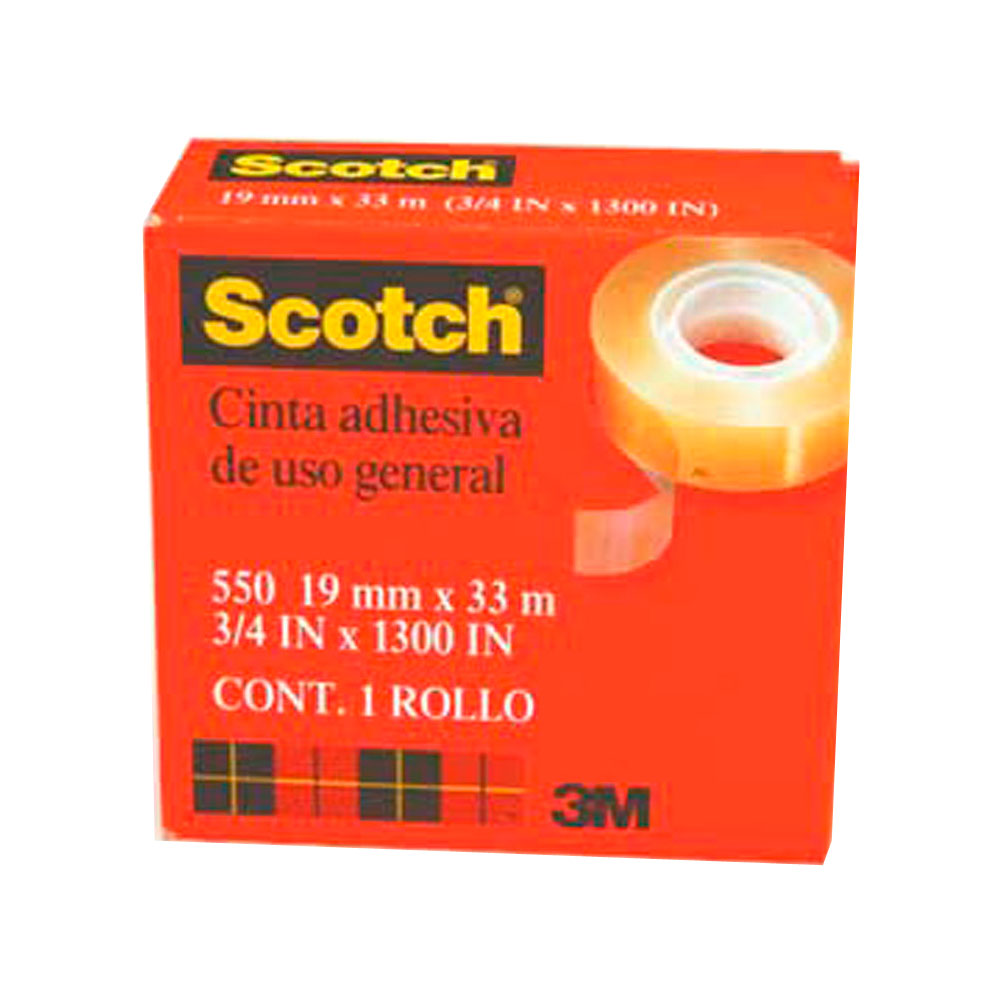 Scotch
19 mm x 33 m (3/4 IN x 1300 IN)
Scotch®
Cinta adhesiva
de uso general
550 19 mm x 33 m
3/4 IN x 1300 IN
CONT. 1 ROLLO
3M